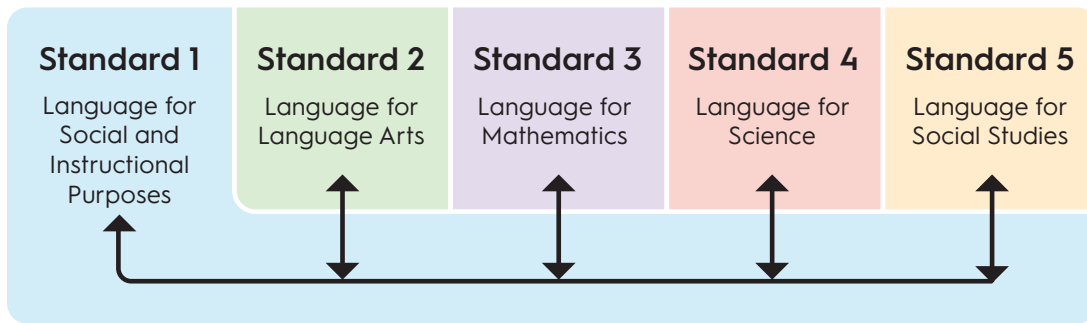 Standard 1
Language for
Social and
Instructional
Purposes
Standard 2
Language for
Language Arts
Standard 3
Language for
Mathematics
Standard 4
Language for
Science
Standard 5
Language for
Social Studies